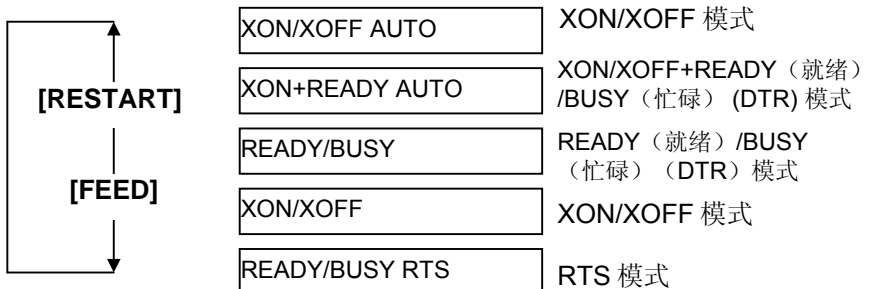 XON/XOFF AUTO
XON/XOFF 模式
[RESTART]
XON+READY AUTO
XON/XOFF+READY（就绪）
/BUSY（忙碌） (DTR) 模式
READY/BUSY
READY（就绪）/BUSY
（忙碌）（DTR）模式
[FEED]
XON/XOFF
XON/XOFF 模式
READY/BUSY RTS
RTS 模式